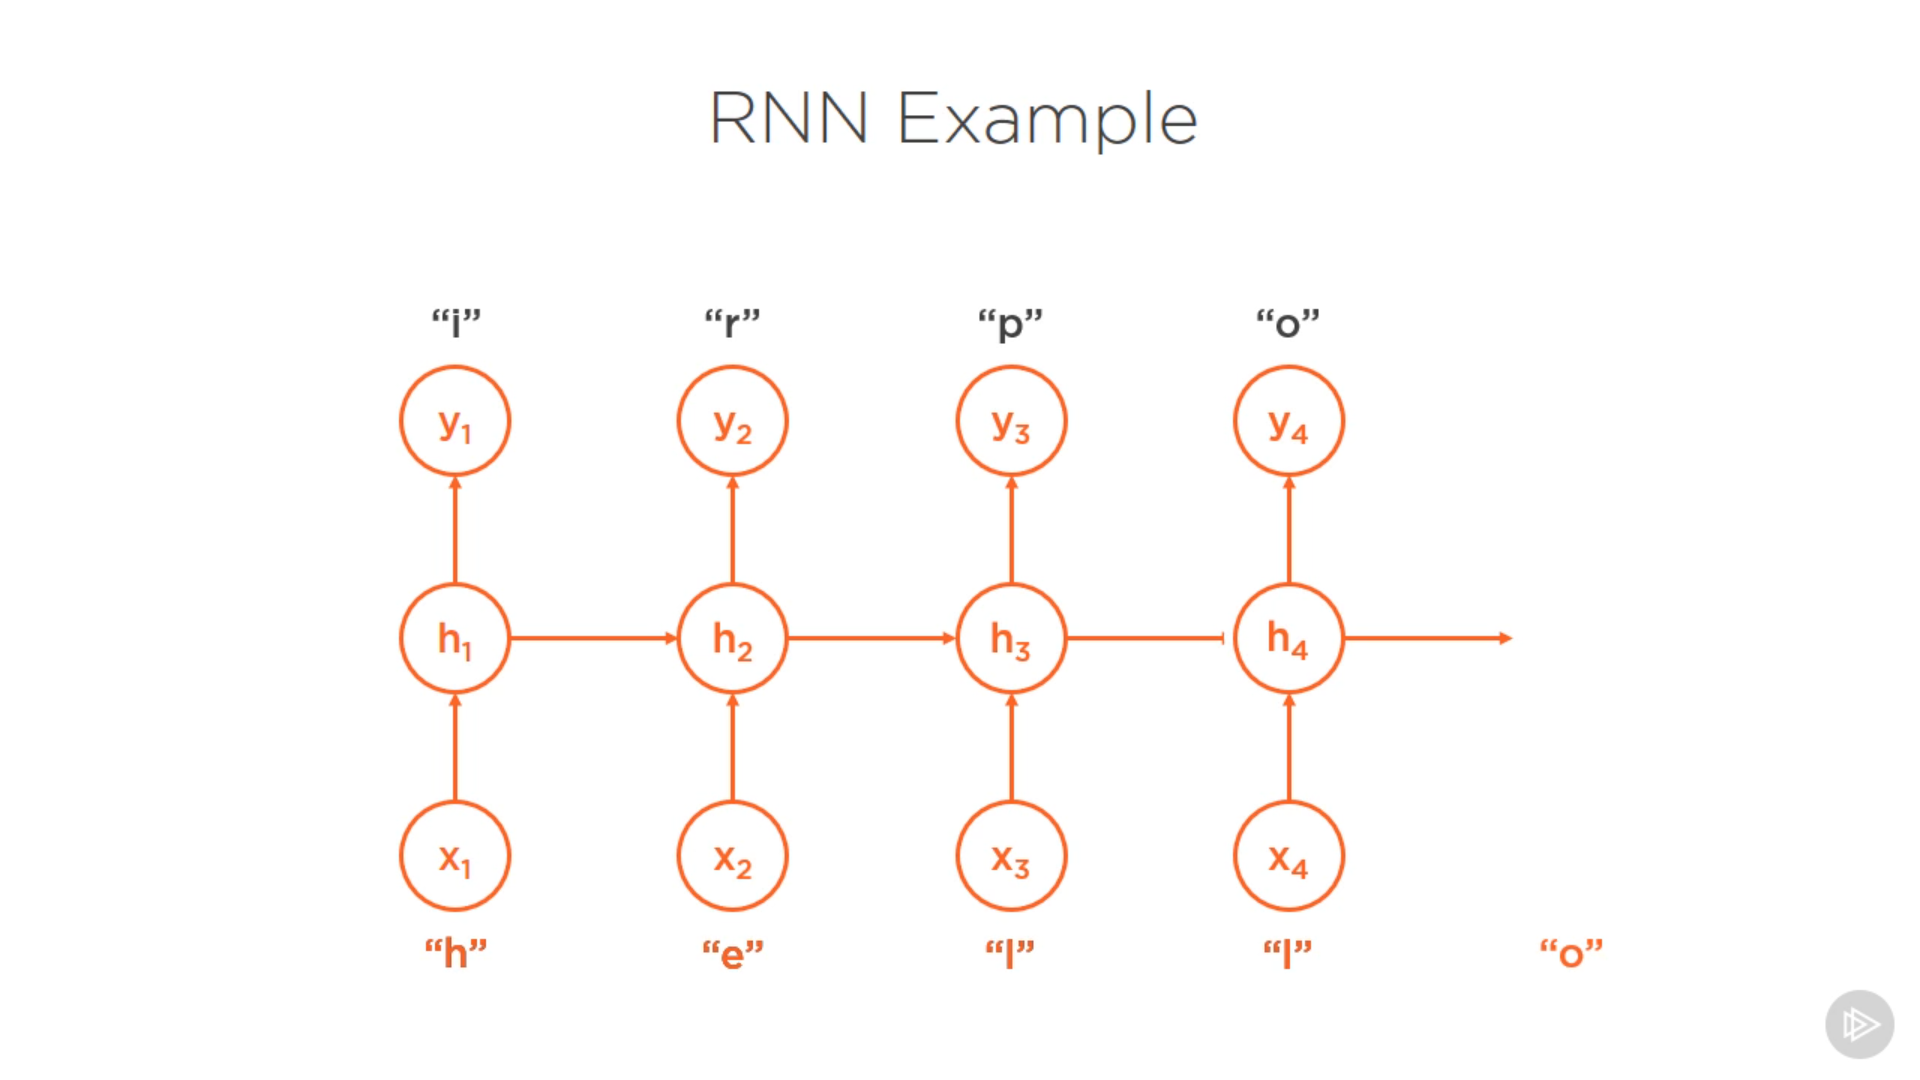 RNN Example
“i” “r” “p” “o”
y1 y2 y3 y4
h1 h2 h3 h4
x1 x2 x3 x4
“h” “e” “l” “l” “o”